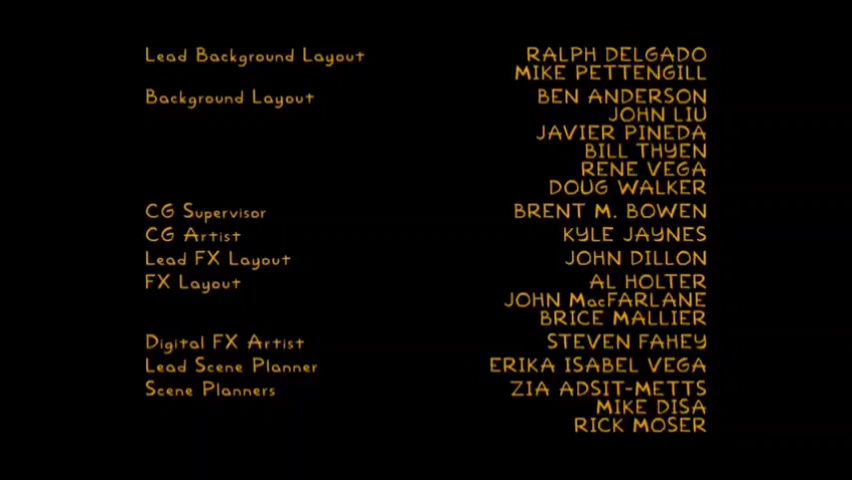 Lead Background Layout RALPH DELGADO
MIKE PETTENGILL
Background Layout BEN ANDERSON
JOHN LIU
JAVIER PINEDA
BILL THYEN
RENE VEGA
DOUG WALKER
CG Supervisor BRENT M. BOWEN
CG Artist KYLE JAYNES
Lead FX Layout JOHN DILLON
FX Layout AL HOLTER
JOHN MacFARLANE
BRICE MALLIER
Digital FX Artist STEVEN FAHEY
Lead Scene Planner ERIKA ISABEL VEGA
Scene Planners ZIA ADSIT-METTS
MIKE DISA
RICK MOSER